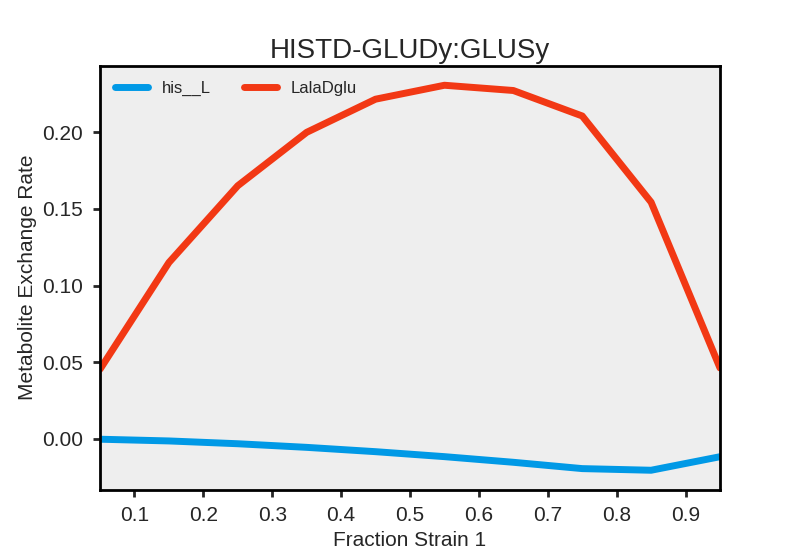 HISTD-GLUDy:GLUSy
his__L LalaDglu
Metabolite Exchange Rate
0.20
0.15
0.10
0.05
0.00
0.1 0.2 0.3 0.4 0.5 0.6 0.7 0.8 0.9
Fraction Strain 1